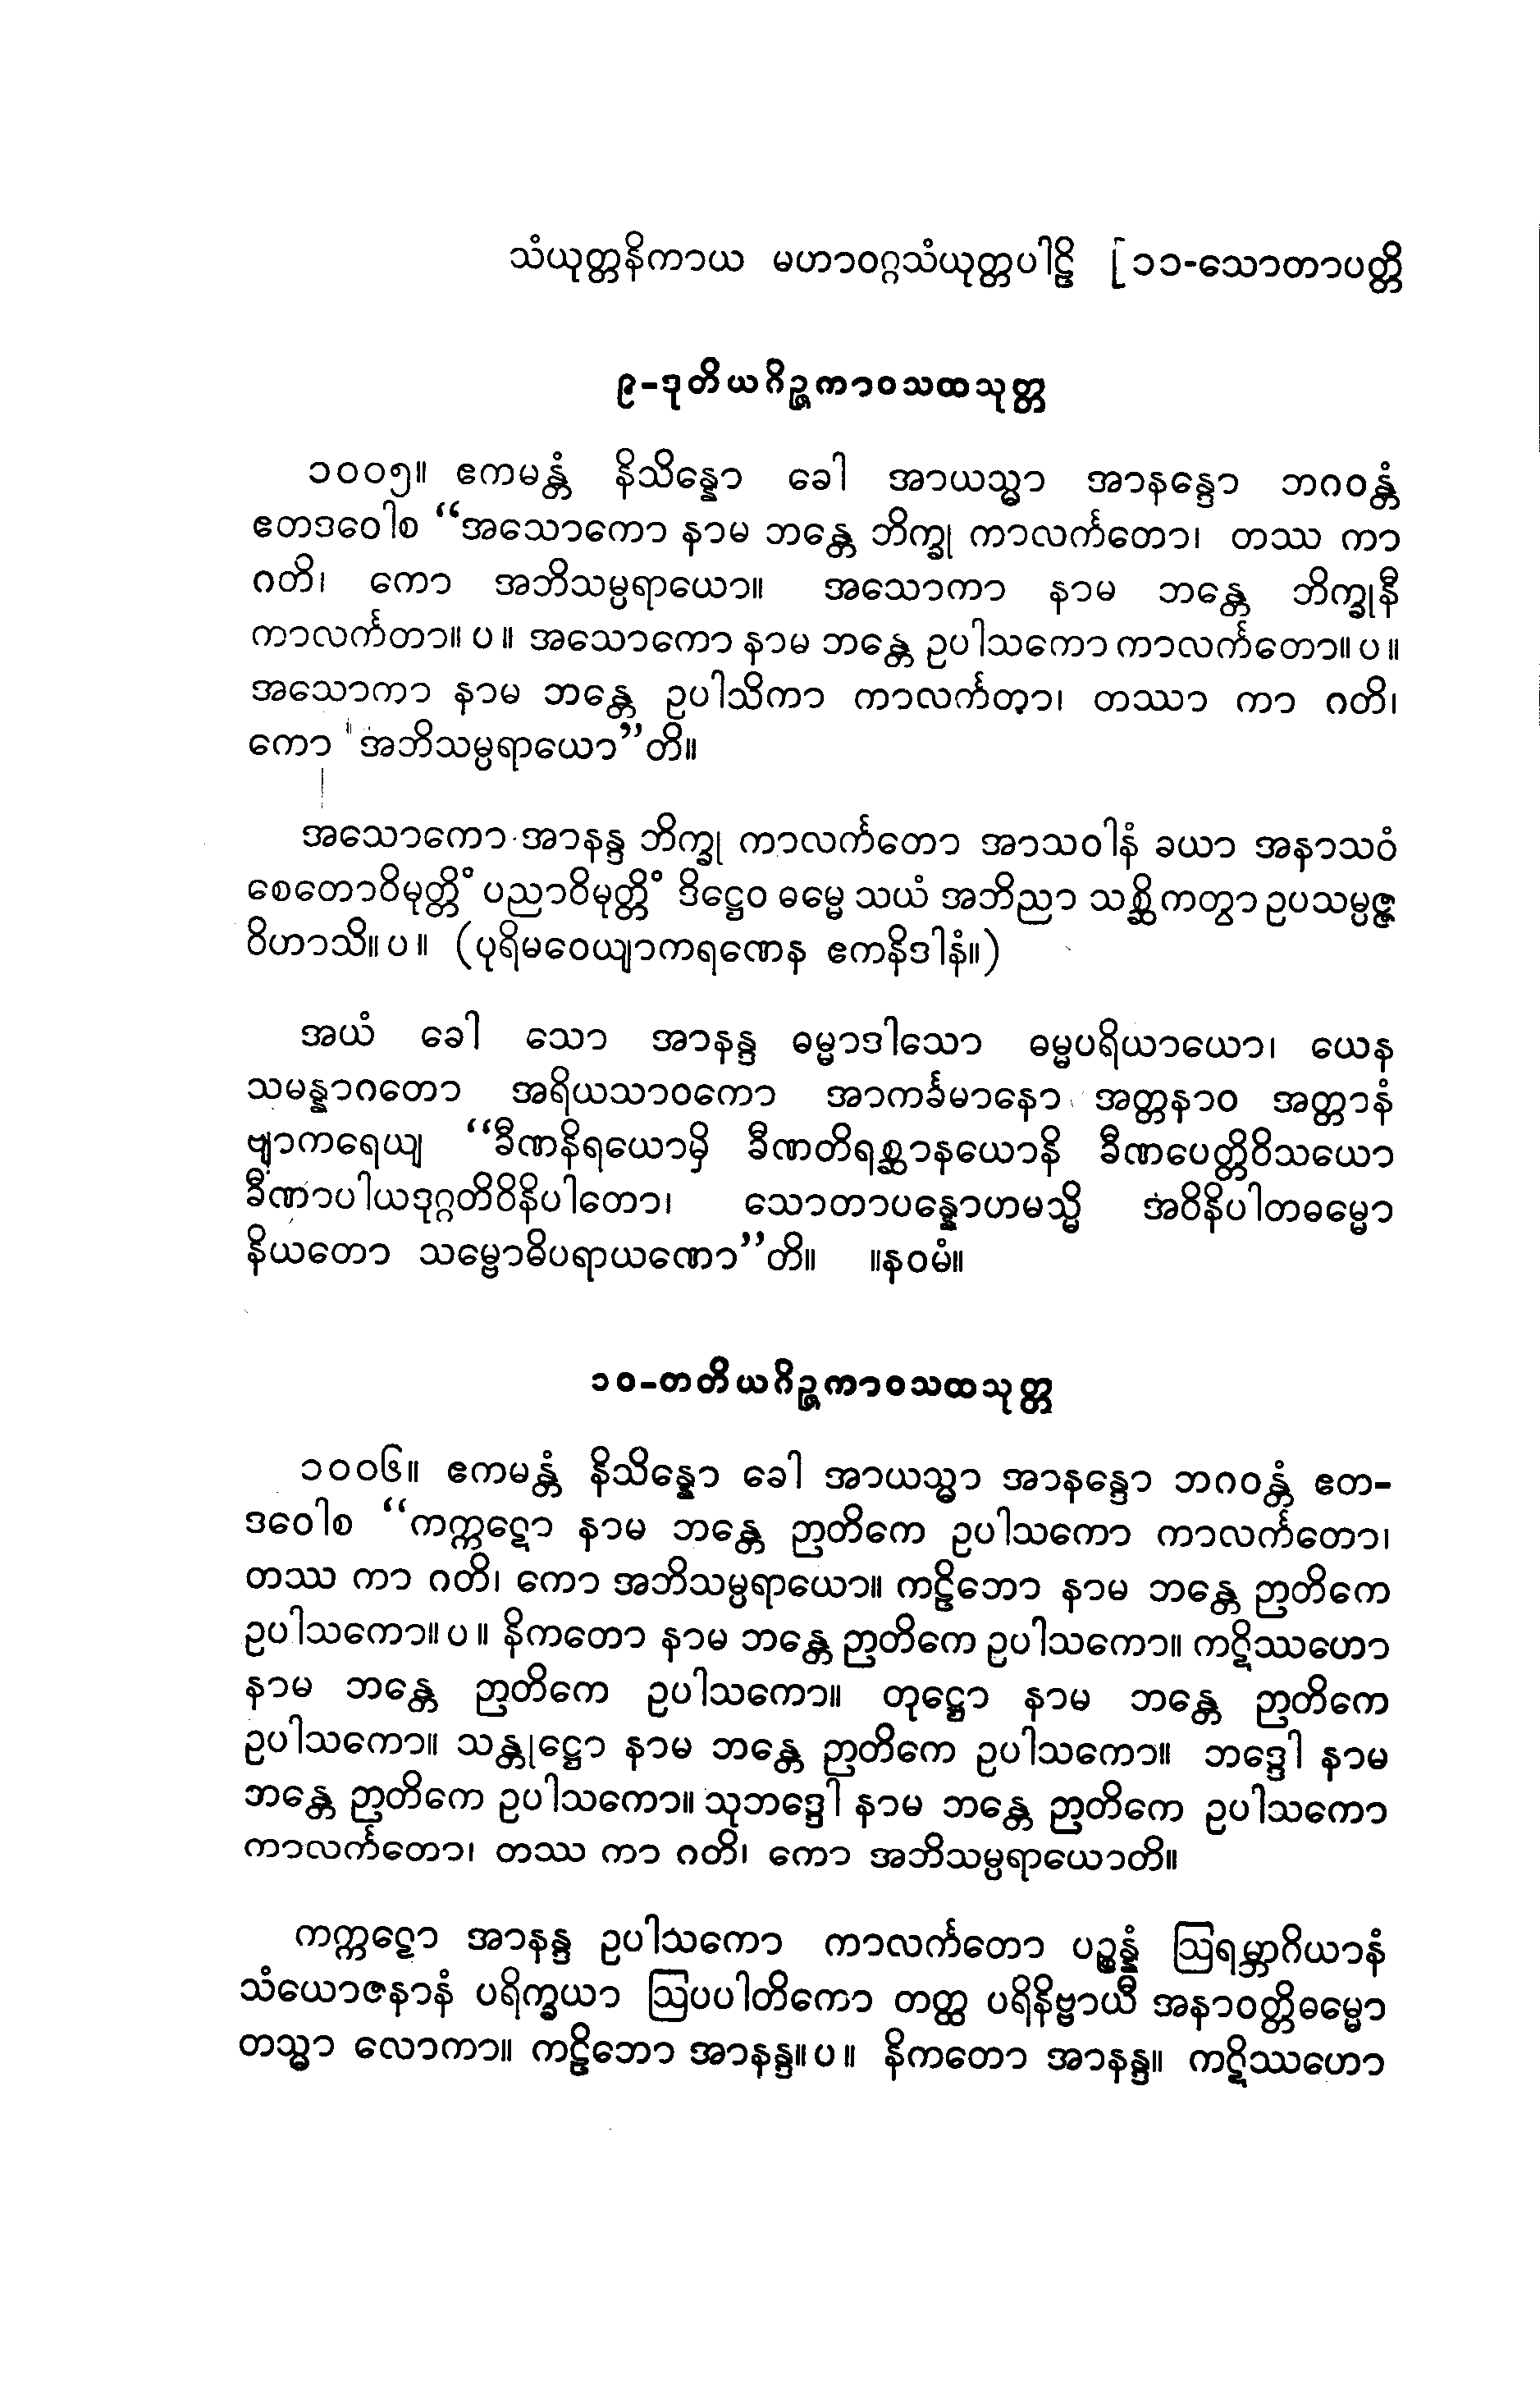 သံယုတ္တနိကာယ မဟာဝဂ္ဂသံယုတ္တပါဠိ [၁၁-သောတာပတ္တိ
၉-ဒုတိယဂိဉ္ဇကာဝသထသုတ္တ
၁၀၀၅။ ဧကမန္တံ နိသိန္နော ခေါ အာယသ္မာ အာနန္ဒော ဘဂဝန္တံ
ဧတဒဝေါစ “အသောကော နာမ ဘန္တေ ဘိက္ခု ကာလင်္ကတော၊ တဿ ကာ
ဂတိ၊ ကော အဘိသမ္ပရာယော။ အသောကာ နာမ ဘန္တေ ဘိက္ခုနီ
ကာလင်္ကတာ။ ပ ။ အသောကော နာမ ဘန္တေ ဥပါသကော ကာလင်္ကတော။ ပ ။
အသောကာ နာမ ဘန္တေ ဥပါသိကာ ကာလင်္ကတာ၊ တဿာ ကာ ဂတိ၊
ကော အဘိသမ္ပရာယော”တိ။
အသောကော အာနန္ဒ ဘိက္ခု ကာလင်္ကတော အာသဝါနံ ခယာ အနာသဝံ
စေတောဝိမုတ္တိံ ပညာဝိမုတ္တိံ ဒိဋ္ဌေဝ ဓမ္မေ သယံ အဘိညာ သစ္ဆိကတွာ ဥပသမ္ပဇ္ဇ
ဝိဟာသိ။ ပ ။ (ပုရိမဝေယျာကရဏေန ဧကနိဒါနံ။)
အယံ ခေါ သော အာနန္ဒ ဓမ္မာဒါသော ဓမ္မပရိယာယော၊ ယေန
သမန္နာဂတော အရိယသာဝကော အာကင်္ခမာနော အတ္တနာဝ အတ္တာနံ
ဗျာကရေယျ “ခီဏနိရယောမှိ ခီဏတိရစ္ဆာနယောနိ ခီဏပေတ္တိဝိသယော
ခီဏာပါယဒုဂ္ဂတိဝိနိပါတော၊ သောတာပန္နောဟမသ္မိ အဝိနိပါတဓမ္မော
နိယတော သမ္ဗောဓိပရာယဏော”တိ။ ။နဝမံ။
၁၀-တတိယဂိဉ္ဇကာဝသထသုတ္တ
၁၀၀၆။ ဧကမန္တံ နိသိန္နော ခေါ အာယသ္မာ အာနန္ဒော ဘဂဝန္တံ ဧတ-
ဒဝေါစ “ကက္ကဋော နာမ ဘန္တေ ဉာတိကေ ဥပါသကော ကာလင်္ကတော၊
တဿ ကာ ဂတိ၊ ကော အဘိသမ္ပရာယော။ ကဠိဘော နာမ ဘန္တေ ဉာတိကေ
ဥပါသကော။ ပ ။ နိကတော နာမ ဘန္တေ ဉာတိကေ ဥပါသကော။ ကဋိဿဟော
နာမ ဘန္တေ ဉာတိကေ ဥပါသကော။ တုဋ္ဌော နာမ ဘန္တေ ဉာတိကေ
ဥပါသကော။ သန္တုဋ္ဌော နာမ ဘန္တေ ဉာတိကေ ဥပါသကော။ ဘဒ္ဒေါ နာမ
ဘန္တေ ဉာတိကေ ဥပါသကော။ သုဘဒ္ဒေါ နာမ ဘန္တေ ဉာတိကေ ဥပါသကော
ကာလင်္ကတော၊ တဿ ကာ ဂတိ၊ ကော အဘိသမ္ပရာယောတိ။
ကက္ကဋော အာနန္ဒ ဥပါသကော ကာလင်္ကတော ပဉ္စန္နံ ဩရမ္ဘာဂိယာနံ
သံယောဇနာနံ ပရိက္ခယာ ဩပပါတိကော တတ္ထ ပရိနိဗ္ဗာယီ အနာဝတ္တိဓမ္မော
တသ္မာ လောကာ။ ကဠိဘော အာနန္ဒ။ ပ ။ နိကတော အာနန္ဒ။ ကဋိဿဟော